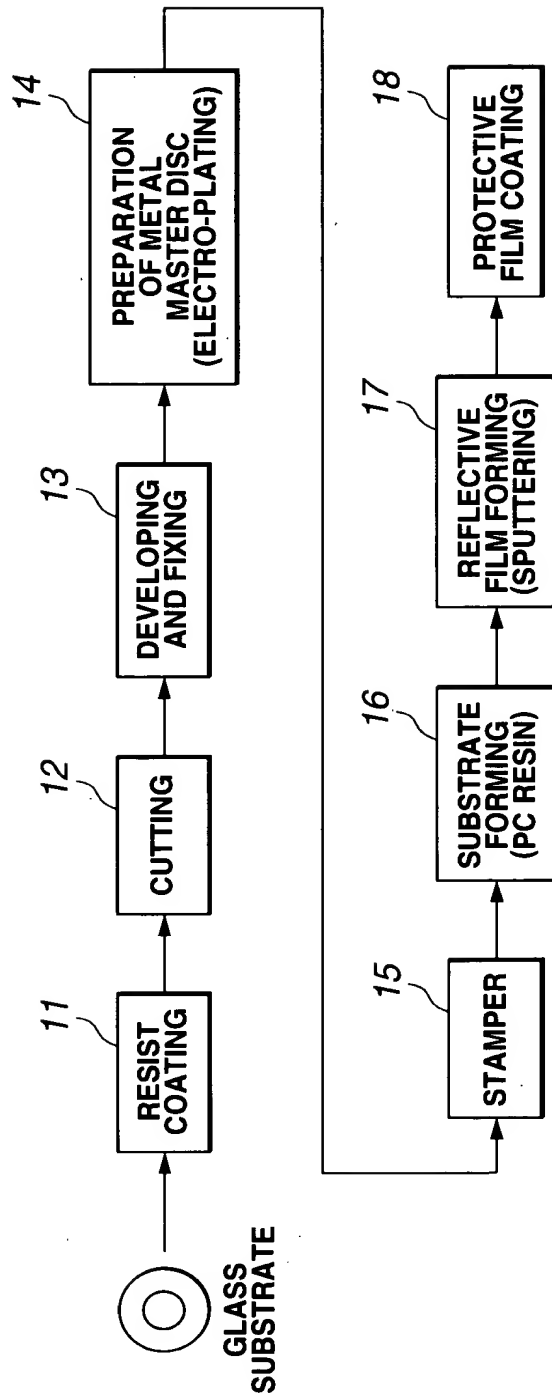 GLASS
SUBSTRATE
11
RESIST
COATING
12
CUTTING
13
DEVELOPING
AND FIXING
14
PREPARATION
OF METAL
MASTER DISC
(ELECTRO-PLATING)
15
STAMPER
16
SUBSTRATE
FORMING
(PC RESIN)
17
REFLECTIVE
FILM FORMING
(SPUTTERING)
18
PROTECTIVE
FILM COATING